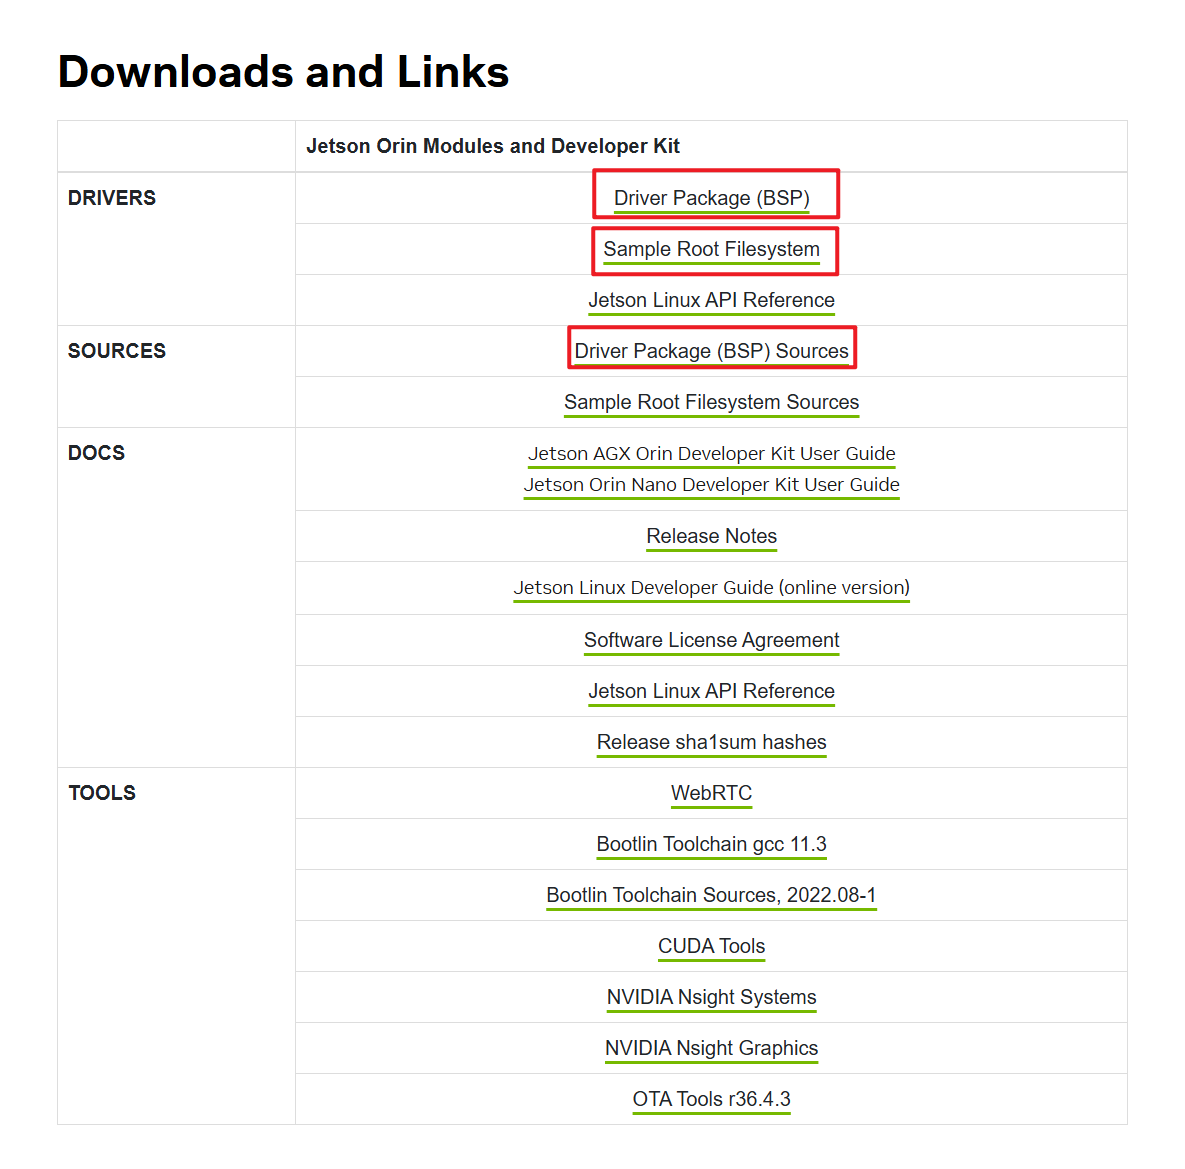 Downloads and Links
Jetson Orin Modules and Developer Kit
DRIVERS
Driver Package (BSP)
Sample Root Filesystem
Jetson Linux API Reference
SOURCES
Driver Package (BSP) Sources
Sample Root Filesystem Sources
DOCS
Jetson AGX Orin Developer Kit User Guide
Jetson Orin Nano Developer Kit User Guide
Release Notes
Jetson Linux Developer Guide (online version)
Software License Agreement
Jetson Linux API Reference
Release sha1sum hashes
TOOLS
WebRTC
Bootlin Toolchain gcc 11.3
Bootlin Toolchain Sources, 2022.08-1
CUDA Tools
NVIDIA Nsight Systems
NVIDIA Nsight Graphics
OTA Tools r36.4.3